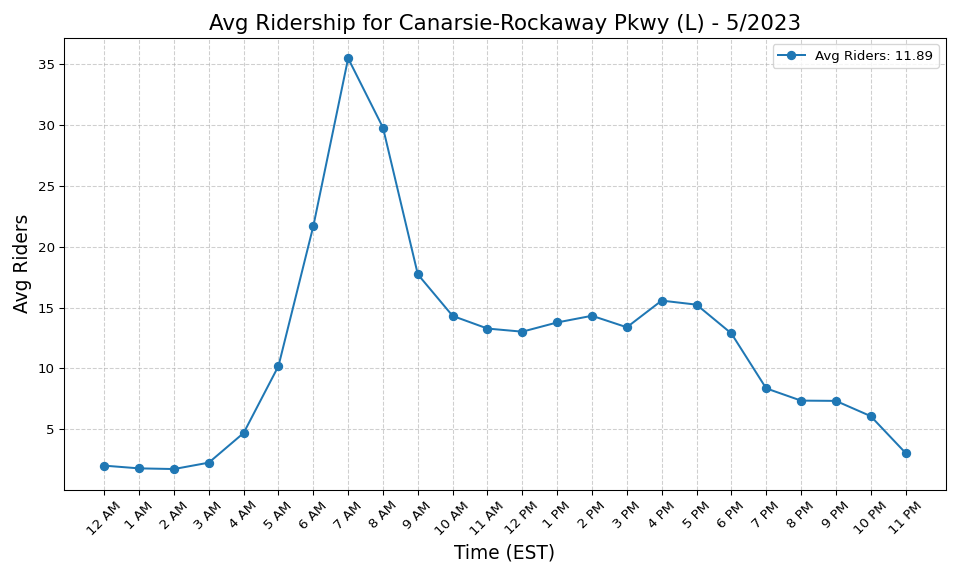 Avg Ridership for Canarsie-Rockaway Pkwy (L) - 5/2023
Avg Riders: 11.89
Avg Riders
35
30
25
20
15
10
5
12 AM
1 AM
2 AM
3 AM
4 AM
5 AM
6 AM
7 AM
8 AM
9 AM
10 AM
11 AM
12 PM
1 PM
2 PM
3 PM
4 PM
5 PM
6 PM
7 PM
8 PM
9 PM
10 PM
11 PM
Time (EST)